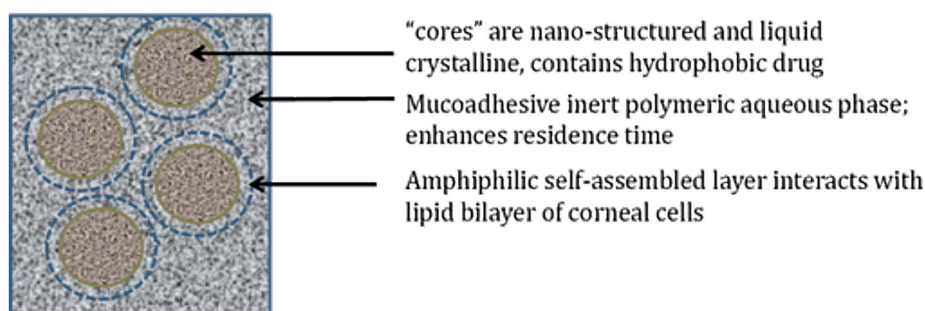 “cores” are nano-structured and liquid
crystalline, contains hydrophobic drug
Mucoadhesive inert polymeric aqueous phase;
enhances residence time
Amphiphilic self-assembled layer interacts with
lipid bilayer of corneal cells